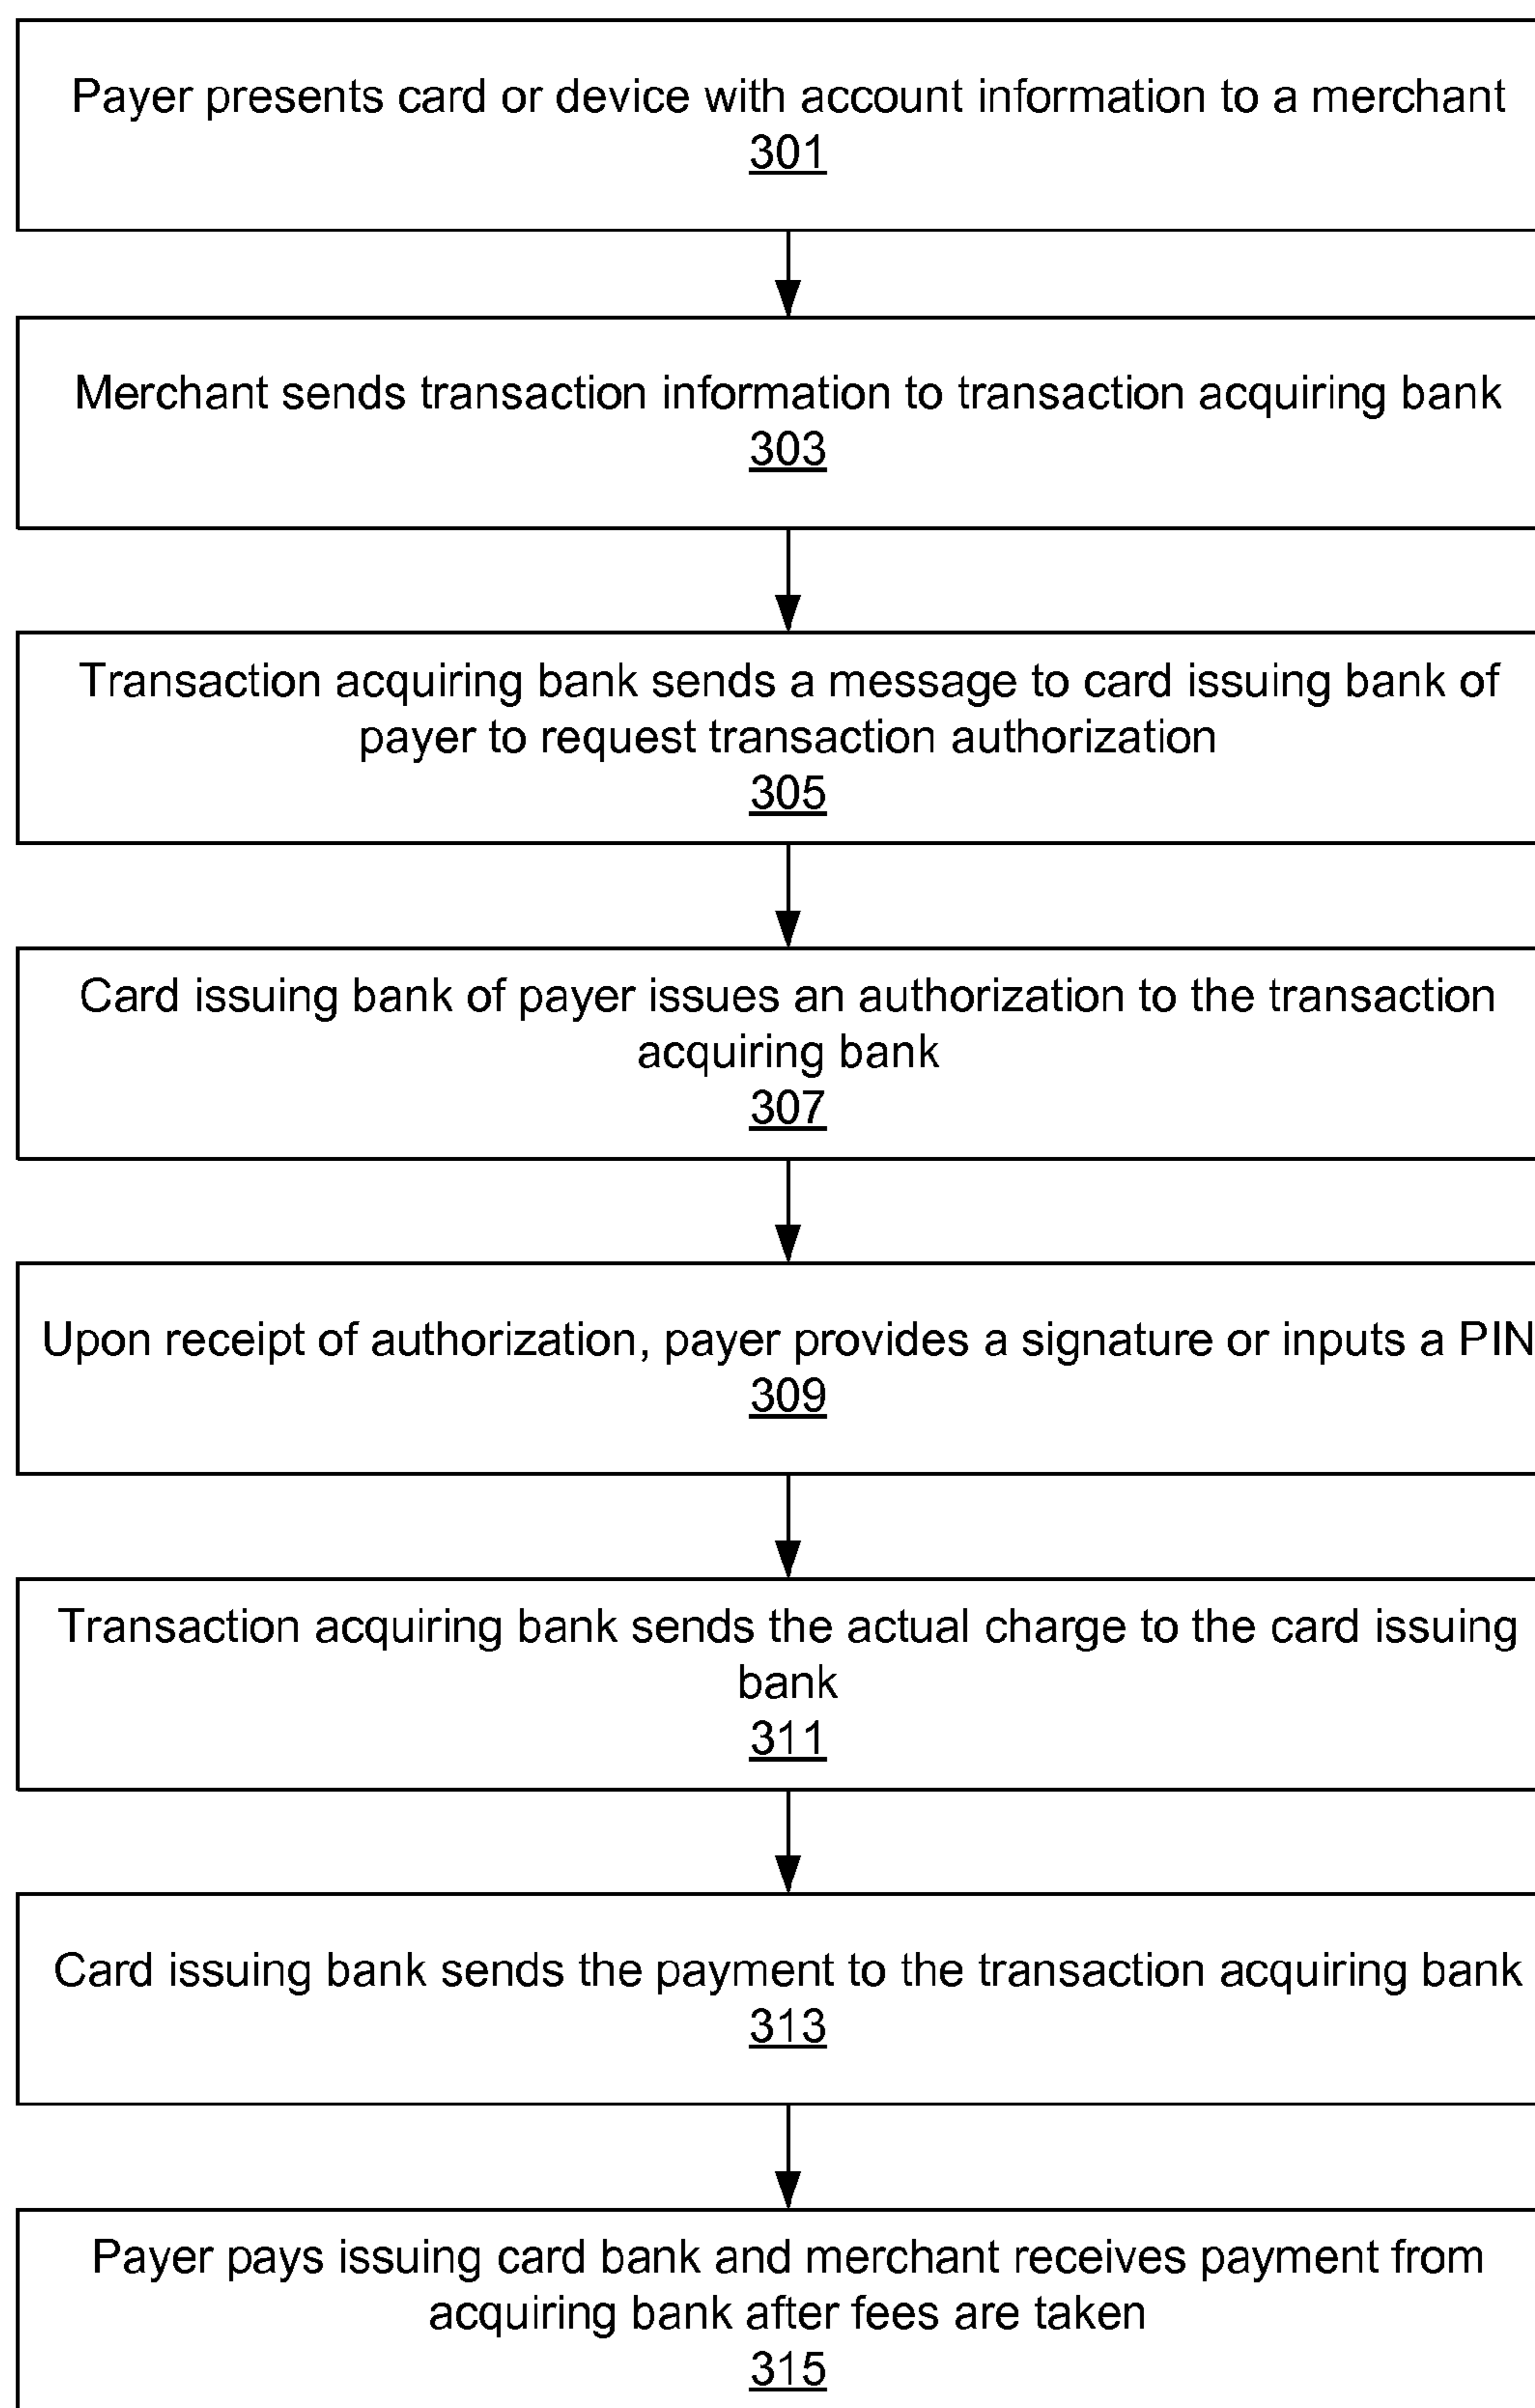 Payer presents card or device with account information to a merchant
301
Merchant sends transaction information to transaction acquiring bank
303
Transaction acquiring bank sends a message to card issuing bank of
payer to request transaction authorization
305
Card issuing bank of payer issues an authorization to the transaction
acquiring bank
307
Upon receipt of authorization, payer provides a signature or inputs a PIN
309
Transaction acquiring bank sends the actual charge to the card issuing
bank
311
Card issuing bank sends the payment to the transaction acquiring bank
313
Payer pays issuing card bank and merchant receives payment from
acquiring bank after fees are taken
315